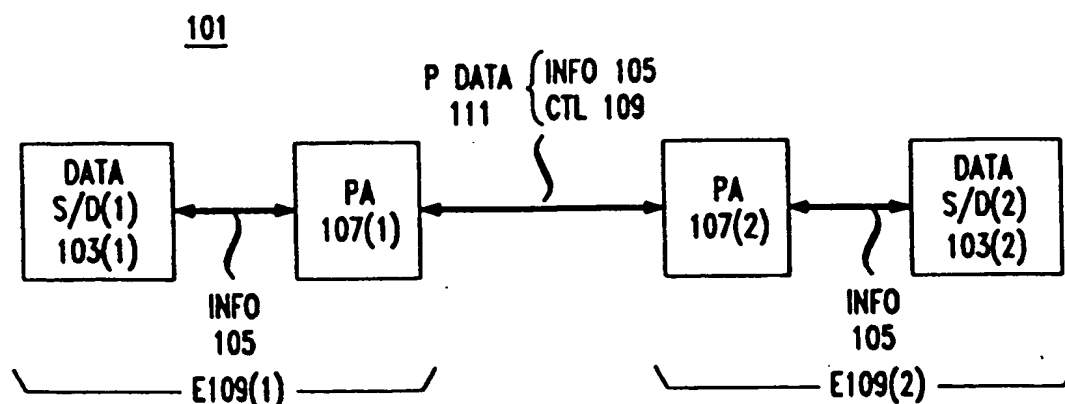 101
P DATA
111
INFO 105
CTL 109
DATA
S/D(1)
103(1)
PA
107(1)
PA
107(2)
DATA
S/D(2)
103(2)
INFO
105
INFO
105
E109(1)
E109(2)